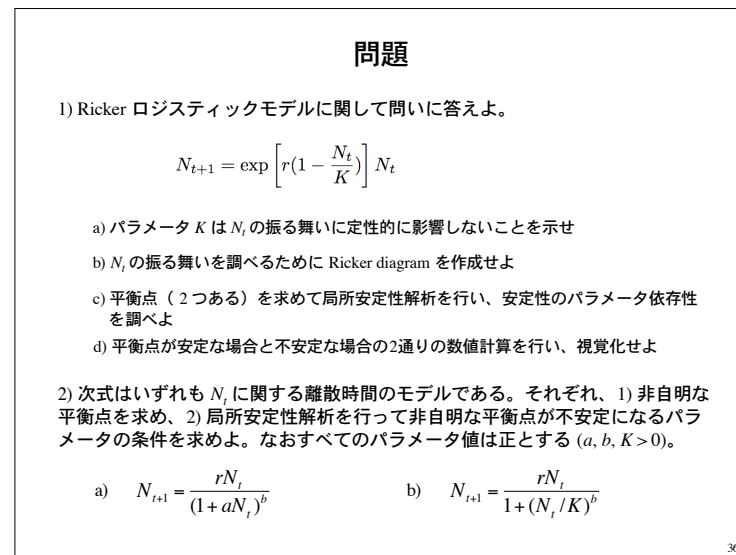 問題
1) Ricker ロジスティックモデルに関して問いに答えよ。
N_{t+1} = exp[r(1 − N_t/K)] N_t
a) パラメータ K は N_t の振る舞いに定性的に影響しないことを示せ
b) N_t の振る舞いを調べるために Ricker diagram を作成せよ
c) 平衡点（ 2 つある）を求めて局所安定性解析を行い、安定性のパラメータ依存性
を調べよ
d) 平衡点が安定な場合と不安定な場合の2通りの数値計算を行い、視覚化せよ
2) 次式はいずれも N_t に関する離散時間のモデルである。それぞれ、1) 非自明な
平衡点を求め、2) 局所安定性解析を行って非自明な平衡点が不安定になるパラ
メータの条件を求めよ。なおすべてのパラメータ値は正とする (a, b, K > 0)。
a) N_{t+1} = rN_t / (1 + aN_t)^b b) N_{t+1} = rN_t / 1 + (N_t / K)^b
36